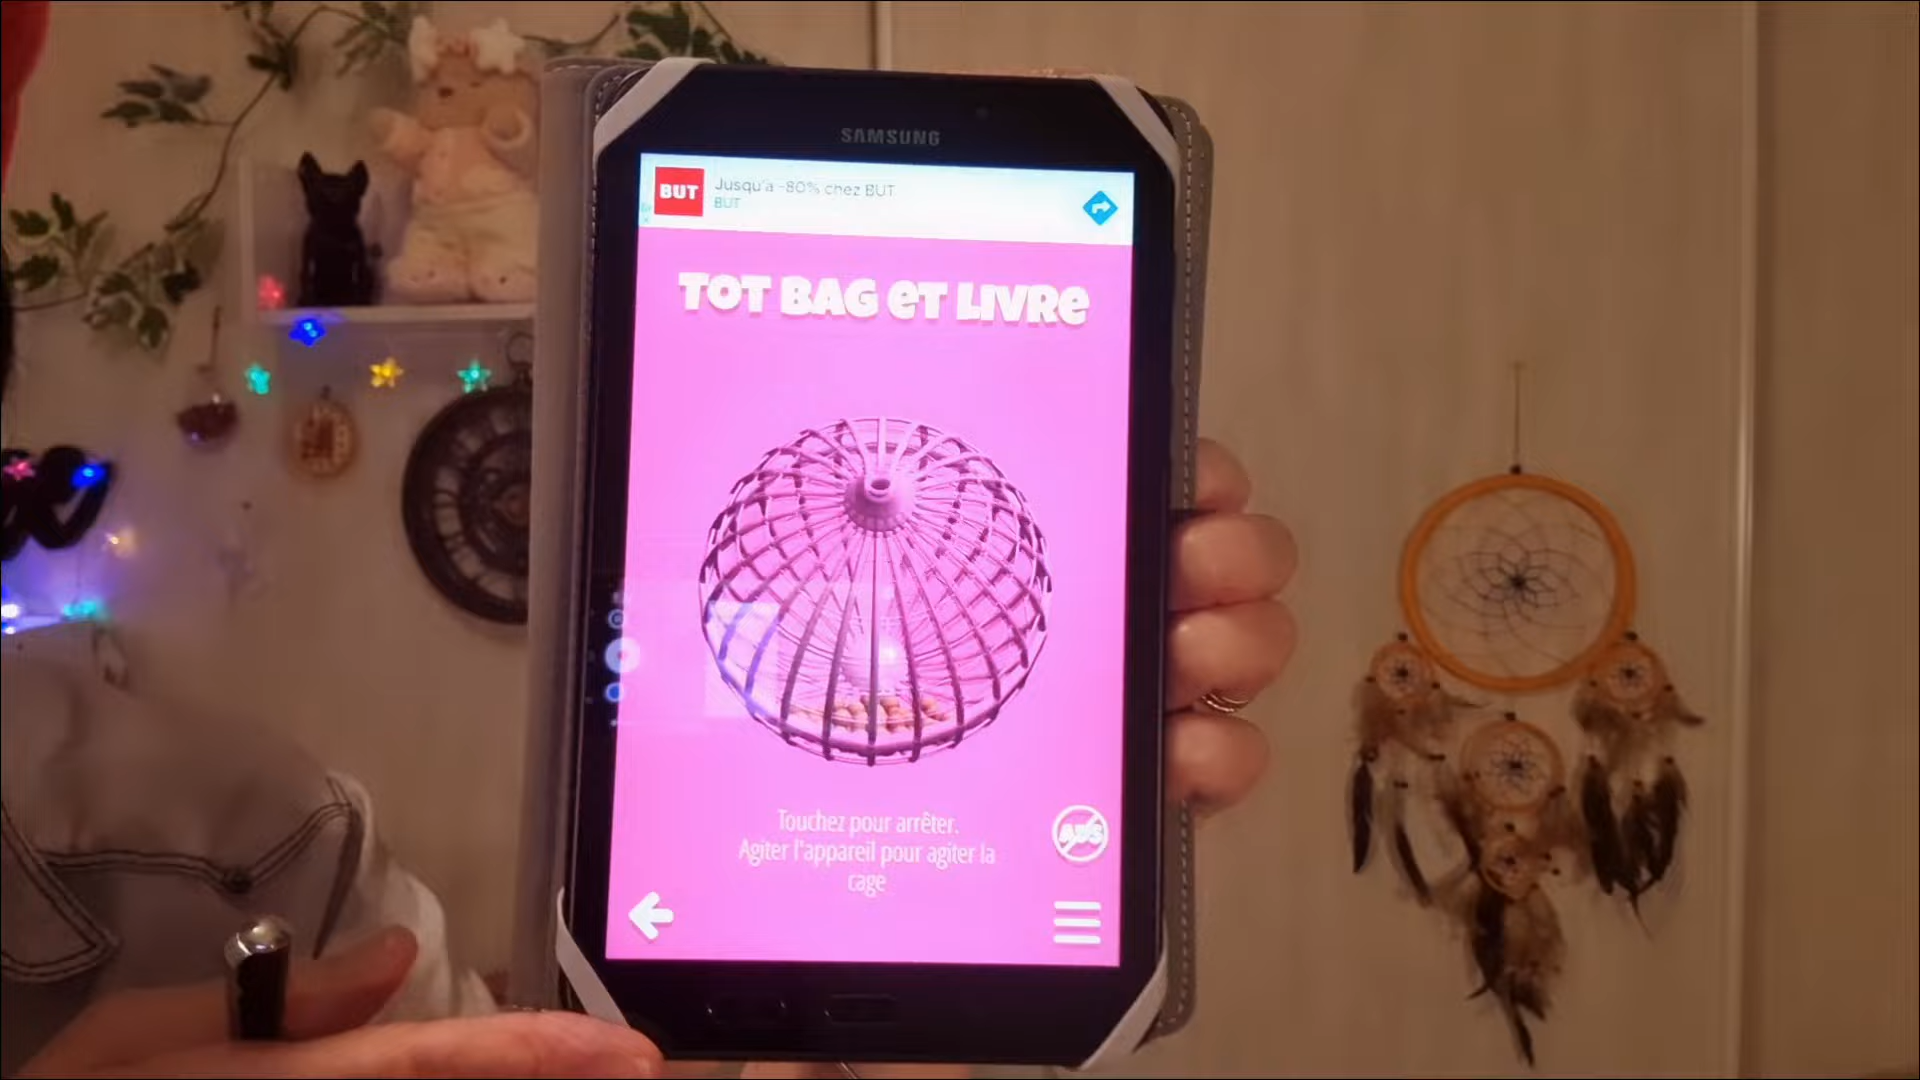 SAMSUNG
BUT
Jusqu'a -80% chez BUT
BUT
TOT BAG eT LIVRe
Touchez pour arrêter.
Agiter l'appareil pour agiter la
cage
ADS